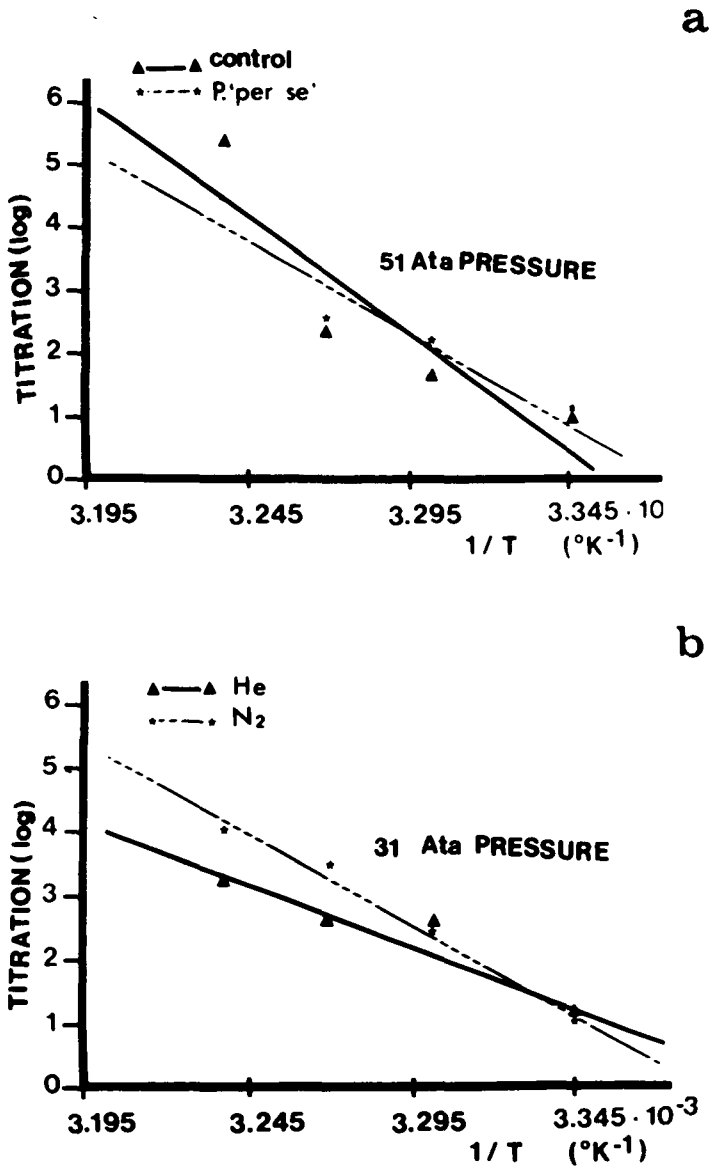 a
▲—▲ control
*-----* P.'per se'
6
5
4
3
2
1
0
TITRATION (log)
51 Ata PRESSURE
3.195 3.245 3.295 3.345 · 10
1 / T (°K⁻¹)
b
▲—▲ He
*-----* N₂
6
5
4
3
2
1
0
TITRATION (log)
31 Ata PRESSURE
3.195 3.245 3.295 3.345 · 10⁻³
1 / T (°K⁻¹)